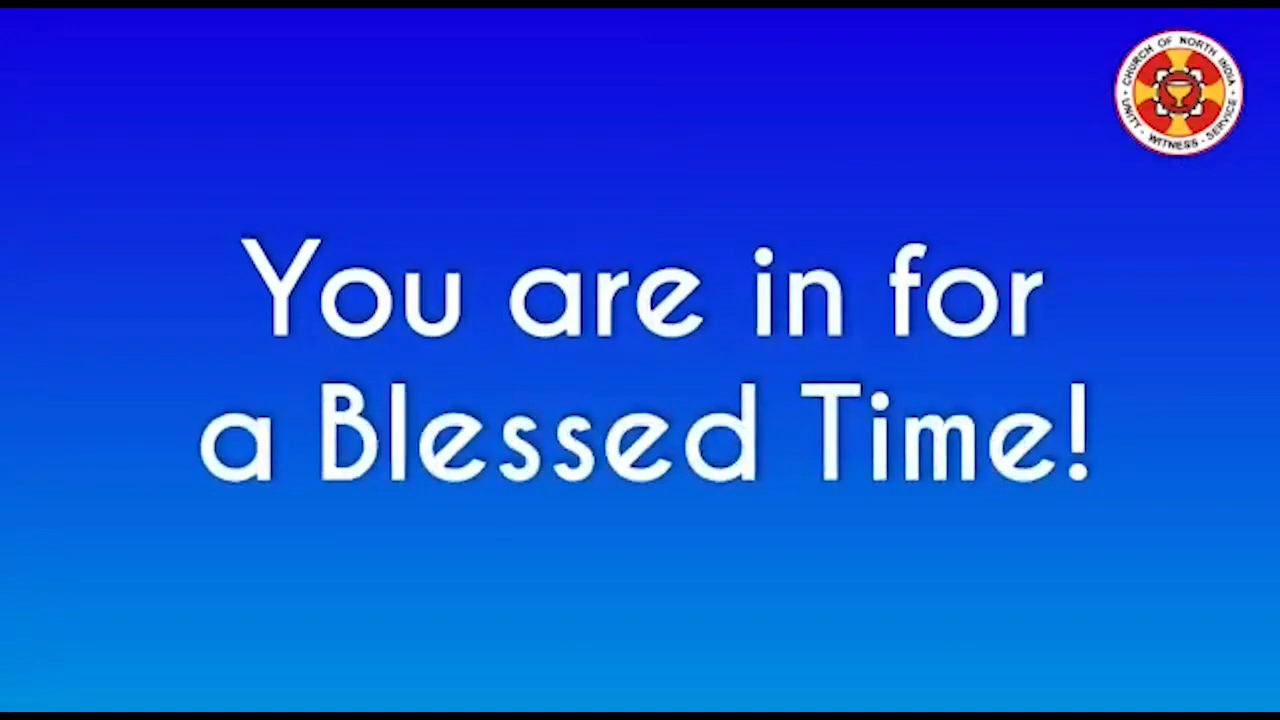 CHURCH OF NORTH INDIA
UNITY - WITNESS - SERVICE
You are in for
a Blessed Time!